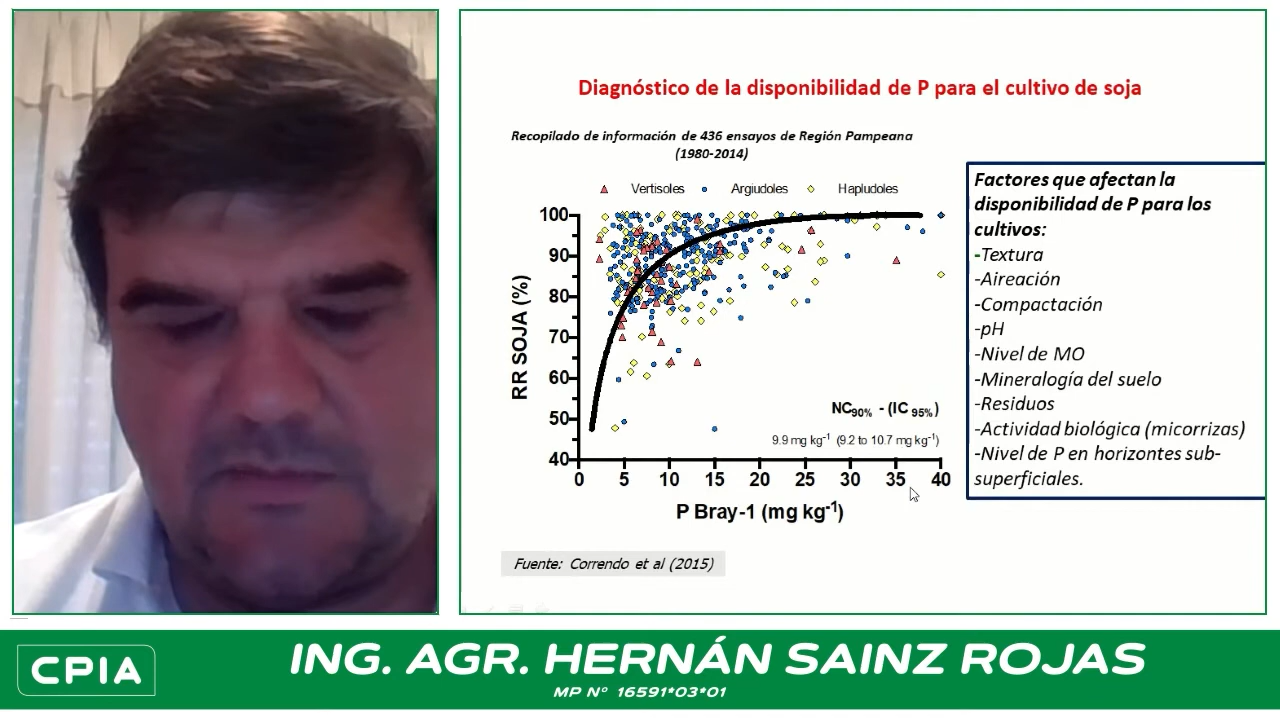 Diagnóstico de la disponibilidad de P para el cultivo de soja
Recopilado de información de 436 ensayos de Región Pampeana
(1980-2014)
Vertisoles Argiudoles Hapludoles
RR SOJA (%)
100
90
80
70
60
50
40
0 5 10 15 20 25 30 35 40
NC90% - (IC 95%)
9.9 mg kg-1 (9.2 to 10.7 mg kg-1)
P Bray-1 (mg kg-1)
Fuente: Correndo et al (2015)
Factores que afectan la
disponibilidad de P para los
cultivos:
-Textura
-Aireación
-Compactación
-pH
-Nivel de MO
-Mineralogía del suelo
-Residuos
-Actividad biológica (micorrizas)
-Nivel de P en horizontes sub-
superficiales.
CPIA
ING. AGR. HERNÁN SAINZ ROJAS
MP Nº 16591*03*01